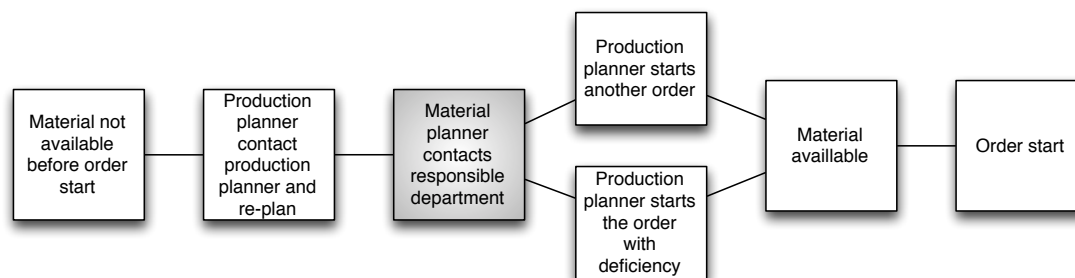 Material not
available
before order
start
Production
planner
contact
production
planner and
re-plan
Material
planner
contacts
responsible
department
Production
planner starts
another order
Production
planner starts
the order
with
deficiency
Material
availlable
Order start